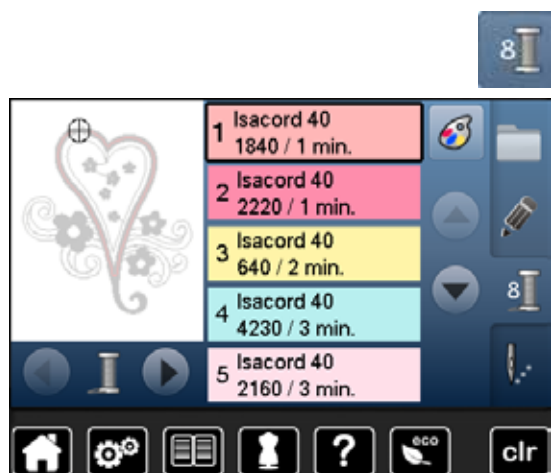 8
1 Isacord 40
1840 / 1 min.
2 Isacord 40
2220 / 1 min.
3 Isacord 40
640 / 2 min.
4 Isacord 40
4230 / 3 min.
5 Isacord 40
2160 / 3 min.
8
?
eco
clr